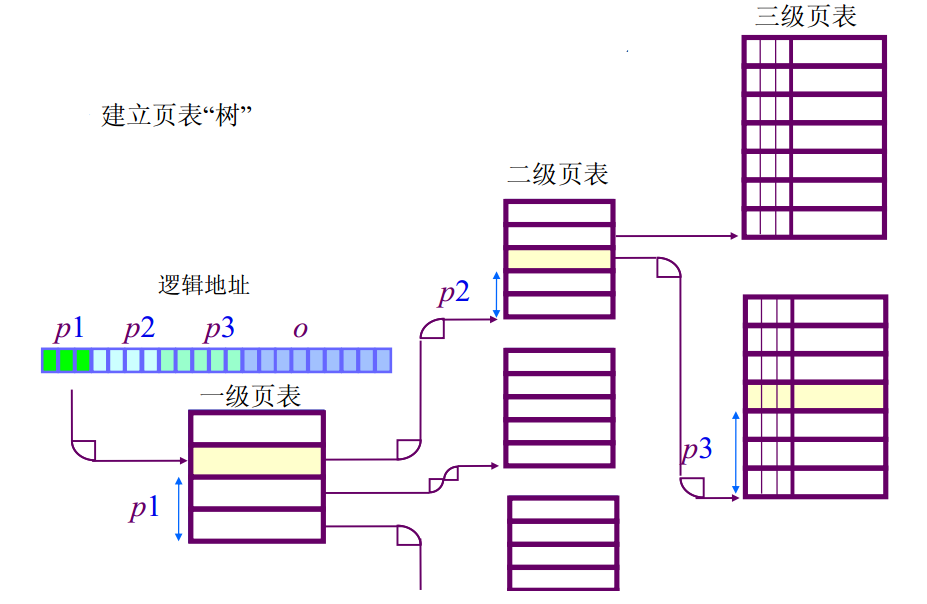 三级页表
建立页表“树”
二级页表
逻辑地址
p2
p1 p2 p3 o
一级页表
p3
p1